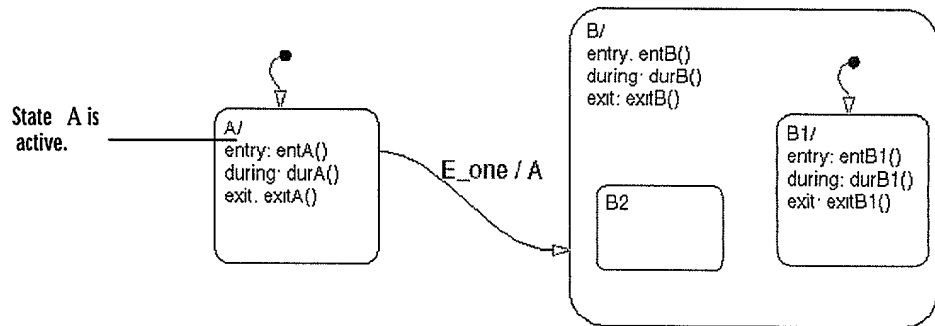 State A is
active.
A/
entry: entA()
during· durA()
exit. exitA()
E_one / A
B/
entry. entB()
during· durB()
exit: exitB()
B2
B1/
entry: entB1()
during: durB1()
exit· exitB1()